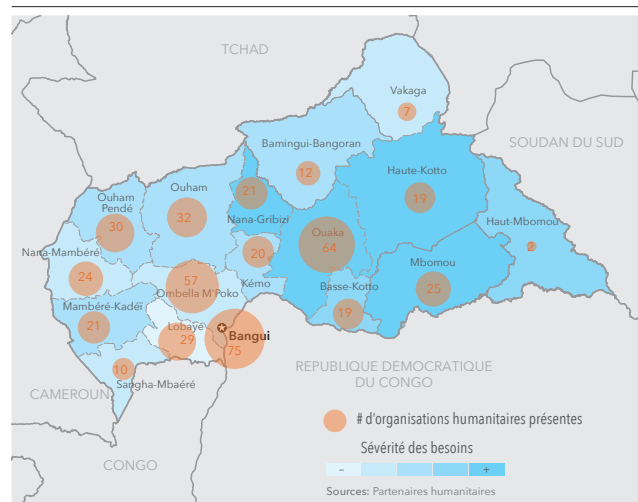 TCHAD
Vakaga
7
SOUDAN DU SUD
Bamingui-Bangoran
12
Haute-Kotto
19
Ouham
32
21
Nana-Gribizi
Ouham
Pendé
30
Haut-Mbomou
2
Ouaka
64
Nana-Mambéré
24
20
Kémo
Mbomou
25
57
Ombella M'Poko
Basse-Kotto
19
Mambéré-Kadéï
21
Lobaye
29
Bangui
75
10
Sangha-Mbaéré
REPUBLIQUE DEMOCRATIQUE
DU CONGO
CAMEROUN
CONGO
# d'organisations humanitaires présentes
Sévérité des besoins
– +
Sources: Partenaires humanitaires